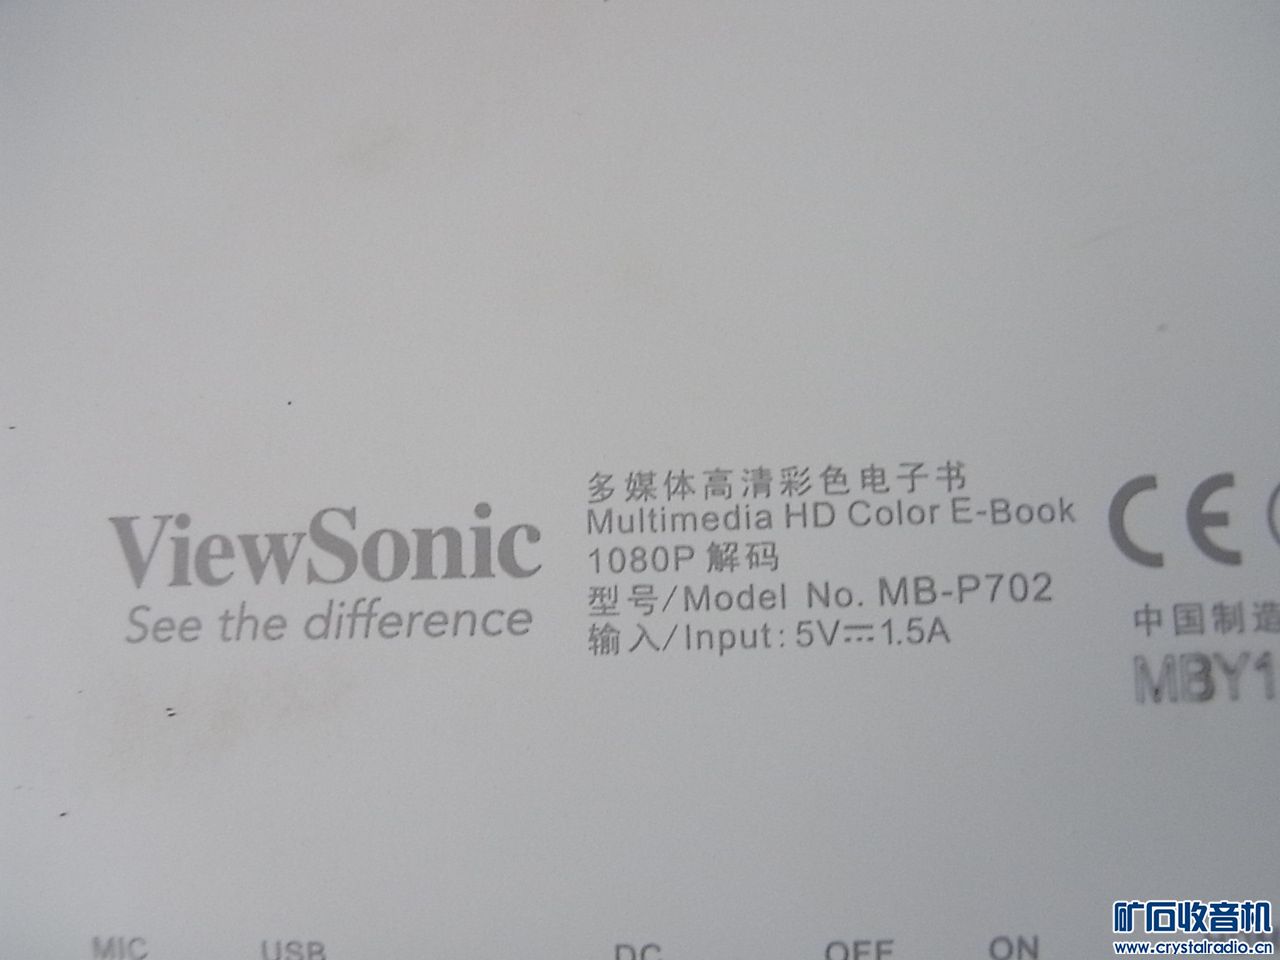 ViewSonic
See the difference
多媒体高清彩色电子书
Multimedia HD Color E-Book
1080P 解码
型号/Model No. MB-P702
输入/Input: 5V⎓1.5A
CE
中国制造
MBY1
MIC USB DC OFF ON
矿石收音机
www.crystalradio.cn